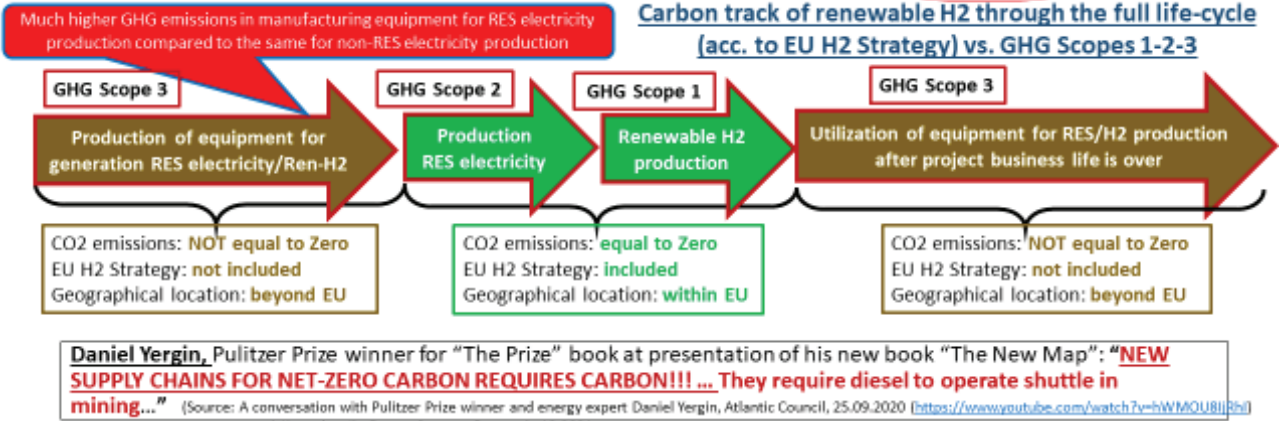 Much higher GHG emissions in manufacturing equipment for RES electricity
production compared to the same for non-RES electricity production
Carbon track of renewable H2 through the full life-cycle
(acc. to EU H2 Strategy) vs. GHG Scopes 1-2-3
GHG Scope 3
Production of equipment for
generation RES electricity/Ren-H2
GHG Scope 2
Production
RES electricity
GHG Scope 1
Renewable H2
production
GHG Scope 3
Utilization of equipment for RES/H2 production
after project business life is over
CO2 emissions: NOT equal to Zero
EU H2 Strategy: not included
Geographical location: beyond EU
CO2 emissions: equal to Zero
EU H2 Strategy: included
Geographical location: within EU
CO2 emissions: NOT equal to Zero
EU H2 Strategy: not included
Geographical location: beyond EU
Daniel Yergin, Pulitzer Prize winner for “The Prize” book at presentation of his new book “The New Map”: “NEW
SUPPLY CHAINS FOR NET-ZERO CARBON REQUIRES CARBON!!! ... They require diesel to operate shuttle in
mining...” (Source: A conversation with Pulitzer Prize winner and energy expert Daniel Yergin, Atlantic Council, 25.09.2020